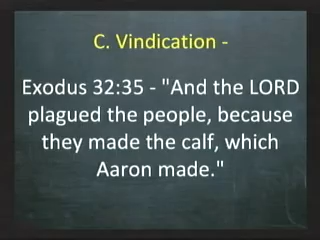 C. Vindication -
Exodus 32:35 - "And the LORD
plagued the people, because
they made the calf, which
Aaron made."